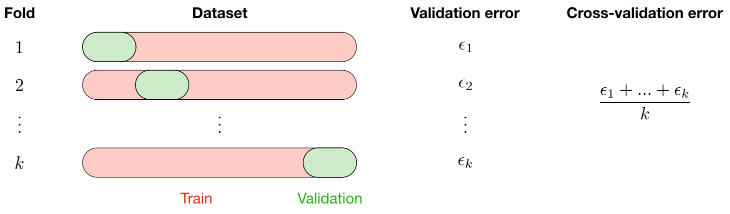 Fold Dataset Validation error Cross-validation error
1 ϵ₁
2 ϵ₂
ϵ₁ + ... + ϵₖ
k
⋮ ⋮ ⋮
k ϵₖ
Train Validation